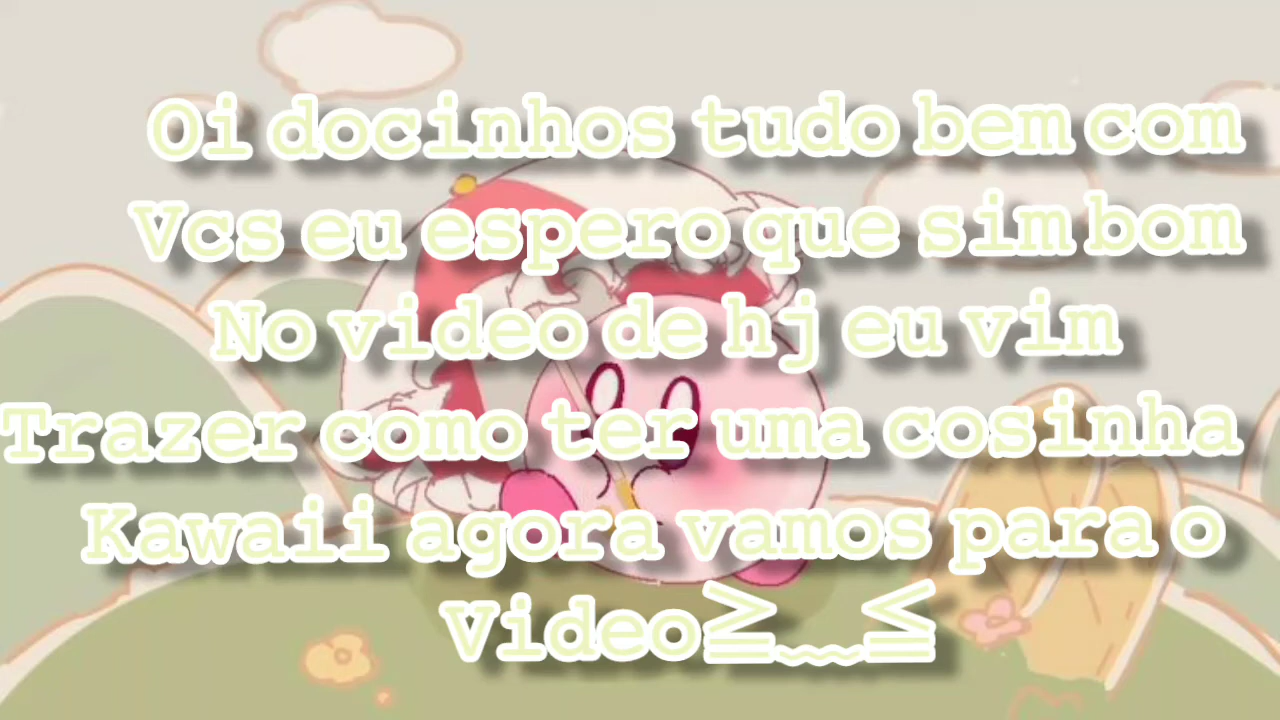 Oi docinhos tudo bem com
Vcs eu espero que sim bom
No video de hj eu vim
Trazer como ter uma cosinha
Kawaii agora vamos para o
Video≥﹏≤